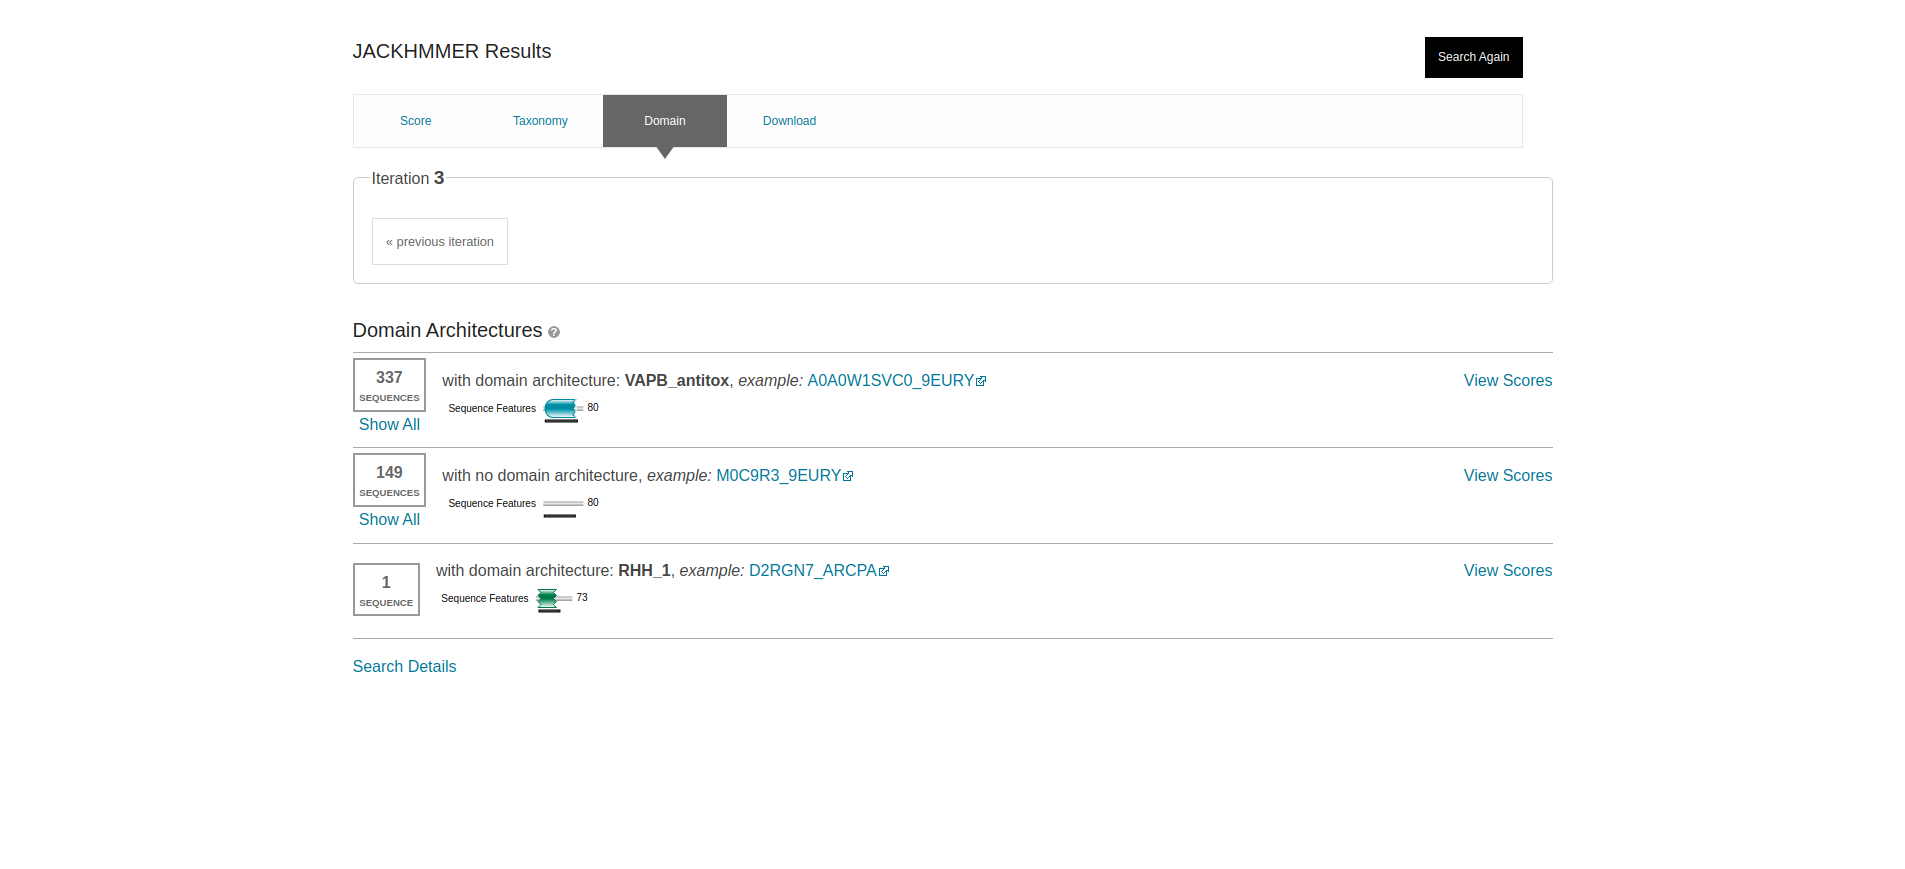 JACKHMMER Results
Search Again
Score Taxonomy Domain Download
Iteration 3
« previous iteration
Domain Architectures ?
337 SEQUENCES
Show All
with domain architecture: VAPB_antitox, example: A0A0W1SVC0_9EURY
View Scores
Sequence Features 80
149 SEQUENCES
Show All
with no domain architecture, example: M0C9R3_9EURY
View Scores
Sequence Features 80
1 SEQUENCE
with domain architecture: RHH_1, example: D2RGN7_ARCPA
View Scores
Sequence Features 73
Search Details